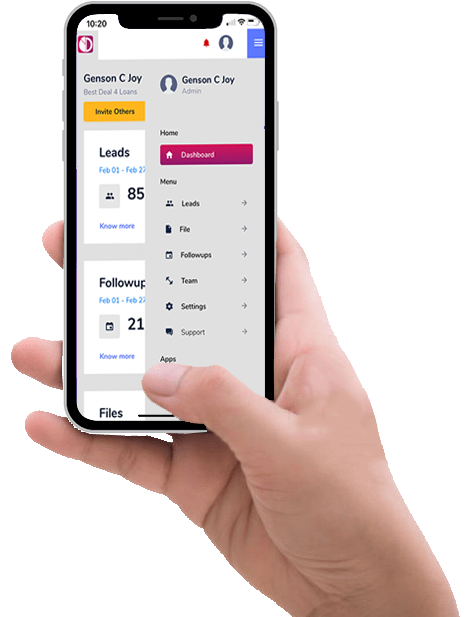 10:20
Genson C Joy
Best Deal 4 Loans
Invite Others
Leads
Feb 01 - Feb 27
85
Know more
Followup
Feb 01 - Feb 27
21
Know more
Files
Genson C Joy
Admin
Home
Dashboard
Menu
Leads
File
Followups
Team
Settings
Support
Apps